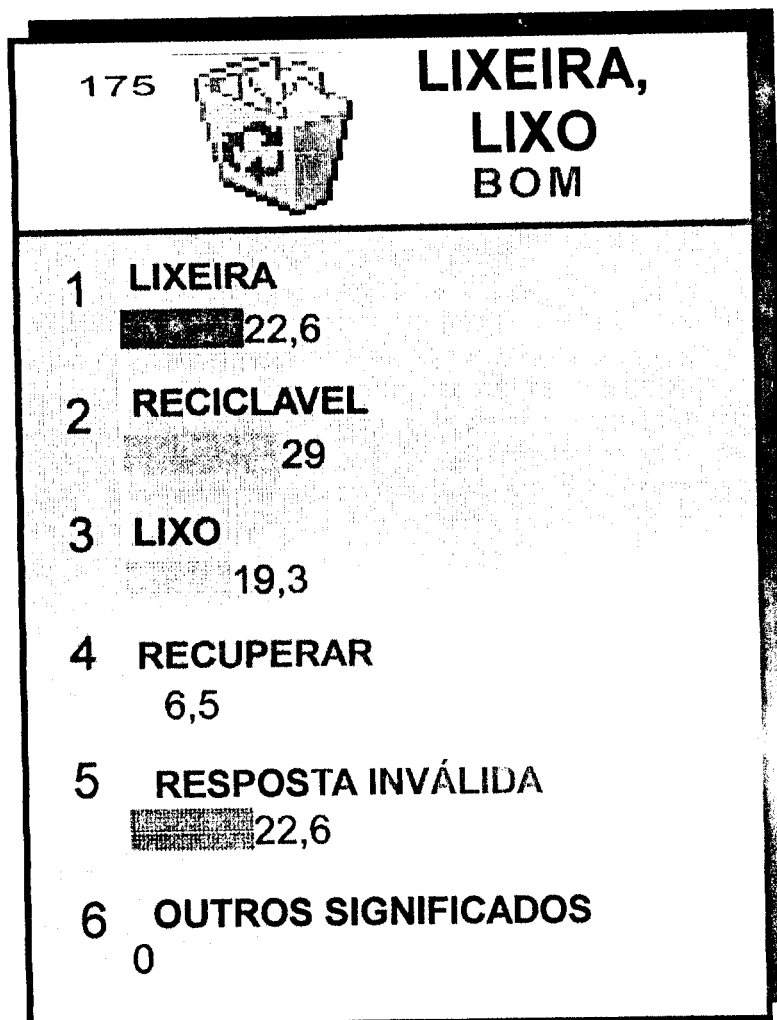 175
LIXEIRA,
LIXO
BOM
1 LIXEIRA
22,6
2 RECICLAVEL
29
3 LIXO
19,3
4 RECUPERAR
6,5
5 RESPOSTA INVÁLIDA
22,6
6 OUTROS SIGNIFICADOS
0